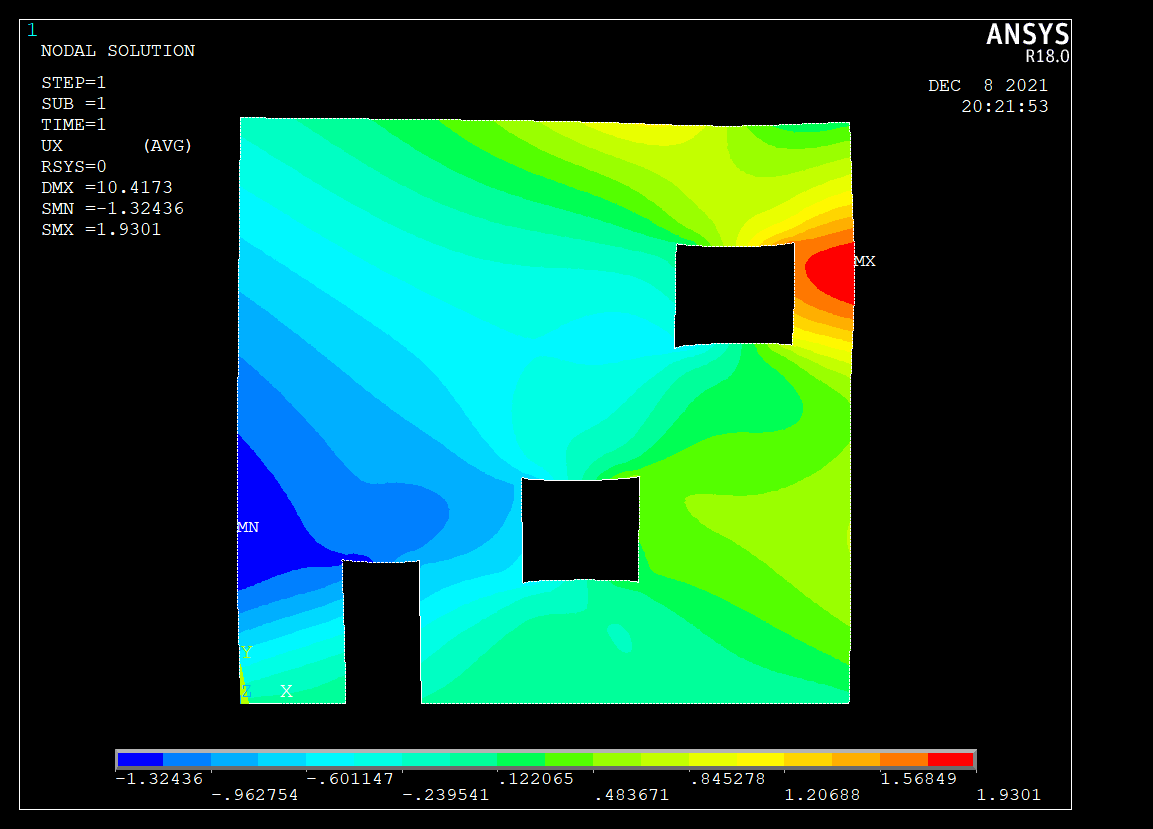 1
NODAL SOLUTION
STEP=1
SUB =1
TIME=1
UX (AVG)
RSYS=0
DMX =10.4173
SMN =-1.32436
SMX =1.9301
ANSYS
R18.0
DEC 8 2021
20:21:53
MX
MN
Y
Z X
-1.32436 -.601147 .122065 .845278 1.56849
-.962754 -.239541 .483671 1.20688 1.9301